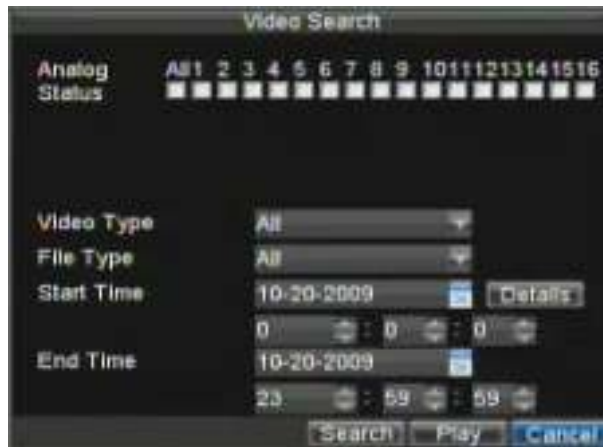 Video Search
Analog All 1 2 3 4 5 6 7 8 9 10 11 12 13 14 15 16
Status
Video Type All
File Type All
Start Time 10-20-2009 Details
0 : 0 : 0
End Time 10-20-2009
23 : 59 : 59
Search Play Cancel